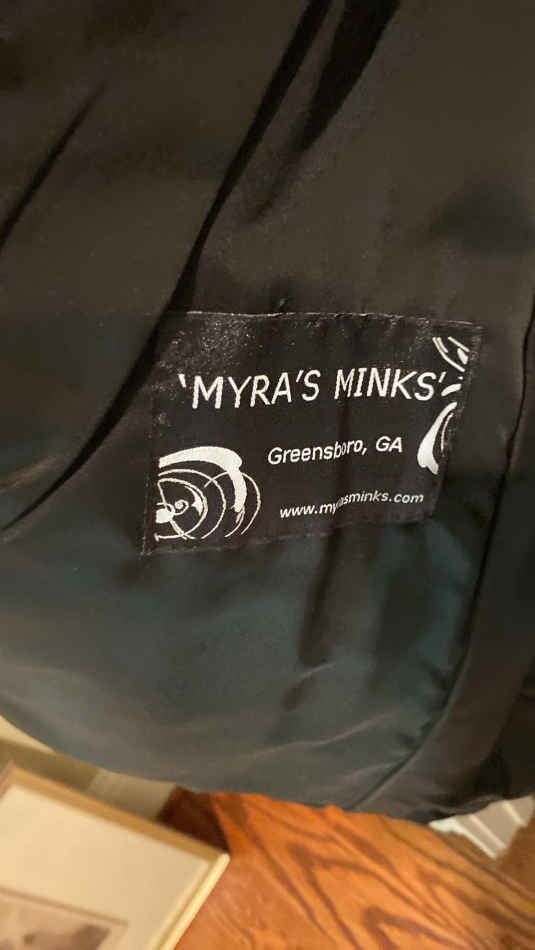 'MYRA'S MINKS'
Greensboro, GA
www.myrasminks.com